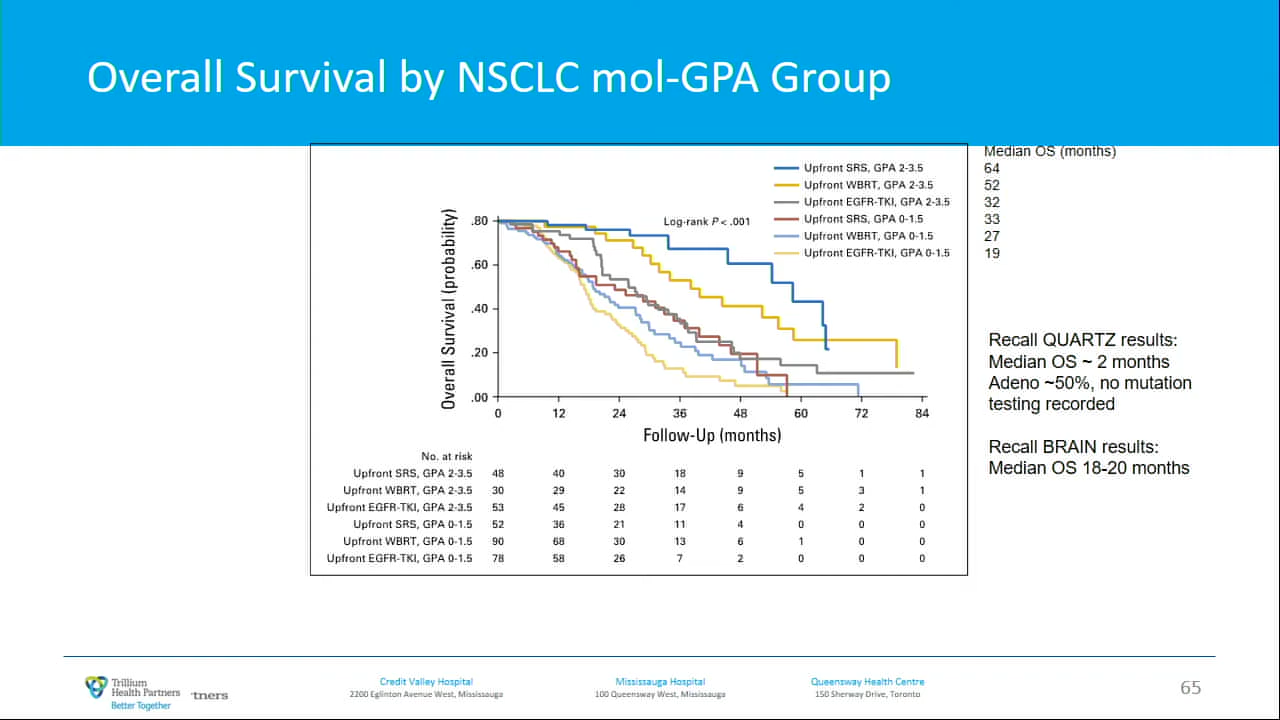 Overall Survival by NSCLC mol-GPA Group
Median OS (months)
64
52
32
33
27
19
Upfront SRS, GPA 2-3.5
Upfront WBRT, GPA 2-3.5
Upfront EGFR-TKI, GPA 2-3.5
Upfront SRS, GPA 0-1.5
Upfront WBRT, GPA 0-1.5
Upfront EGFR-TKI, GPA 0-1.5
Log-rank P < .001
Overall Survival (probability)
.80
.60
.40
.20
.00
0 12 24 36 48 60 72 84
Follow-Up (months)
No. at risk
Upfront SRS, GPA 2-3.5 48 40 30 18 9 5 1 1
Upfront WBRT, GPA 2-3.5 30 29 22 14 9 5 3 1
Upfront EGFR-TKI, GPA 2-3.5 53 45 28 17 6 4 2 0
Upfront SRS, GPA 0-1.5 52 36 21 11 4 0 0 0
Upfront WBRT, GPA 0-1.5 90 68 30 13 6 1 0 0
Upfront EGFR-TKI, GPA 0-1.5 78 58 26 7 2 0 0 0
Recall QUARTZ results:
Median OS ~ 2 months
Adeno ~50%, no mutation
testing recorded
Recall BRAIN results:
Median OS 18-20 months
Trillium
Health Partners
Better Together
tners
Credit Valley Hospital
2200 Eglinton Avenue West, Mississauga
Mississauga Hospital
100 Queensway West, Mississauga
Queensway Health Centre
150 Sherway Drive, Toronto
65